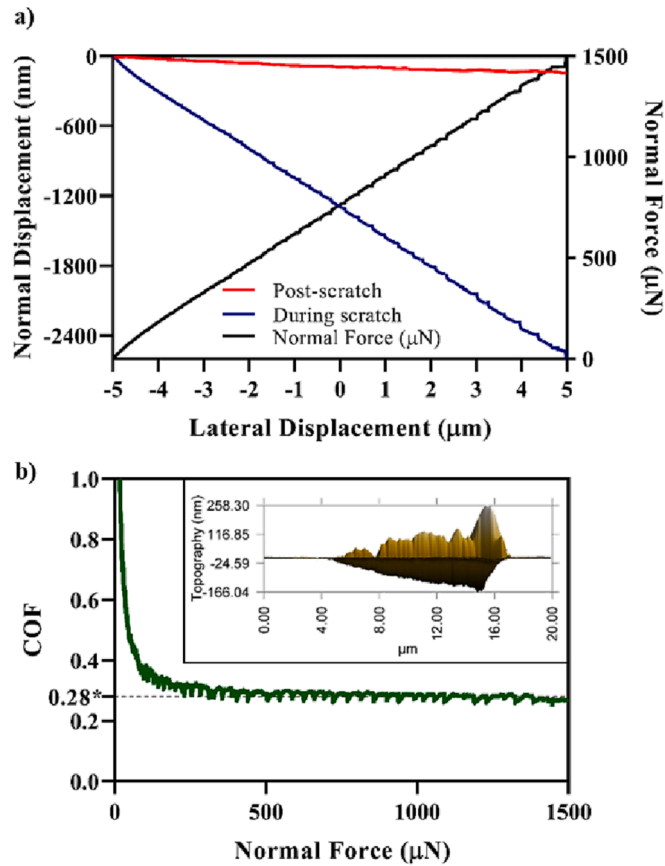 a)
0
-600
-1200
-1800
-2400
Normal Displacement (nm)
1500
1000
500
0
Normal Force (μN)
Post-scratch
During scratch
Normal Force (μN)
-5 -4 -3 -2 -1 0 1 2 3 4 5
Lateral Displacement (μm)
b)
1.0
0.8
0.6
0.4
0.28*
0.2
0.0
COF
258.30
116.85
-24.59
-166.04
Topography (nm)
0.00 4.00 8.00 12.00 16.00 20.00
μm
0 500 1000 1500
Normal Force (μN)